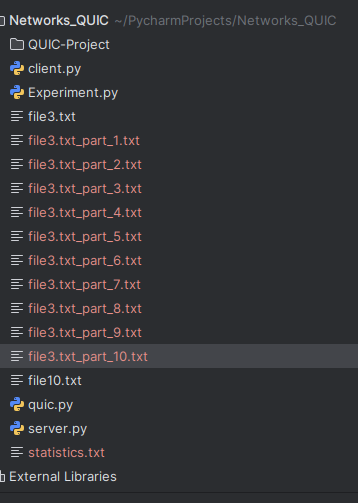 Networks_QUIC ~/PycharmProjects/Networks_QUIC
QUIC-Project
client.py
Experiment.py
file3.txt
file3.txt_part_1.txt
file3.txt_part_2.txt
file3.txt_part_3.txt
file3.txt_part_4.txt
file3.txt_part_5.txt
file3.txt_part_6.txt
file3.txt_part_7.txt
file3.txt_part_8.txt
file3.txt_part_9.txt
file3.txt_part_10.txt
file10.txt
quic.py
server.py
statistics.txt
External Libraries